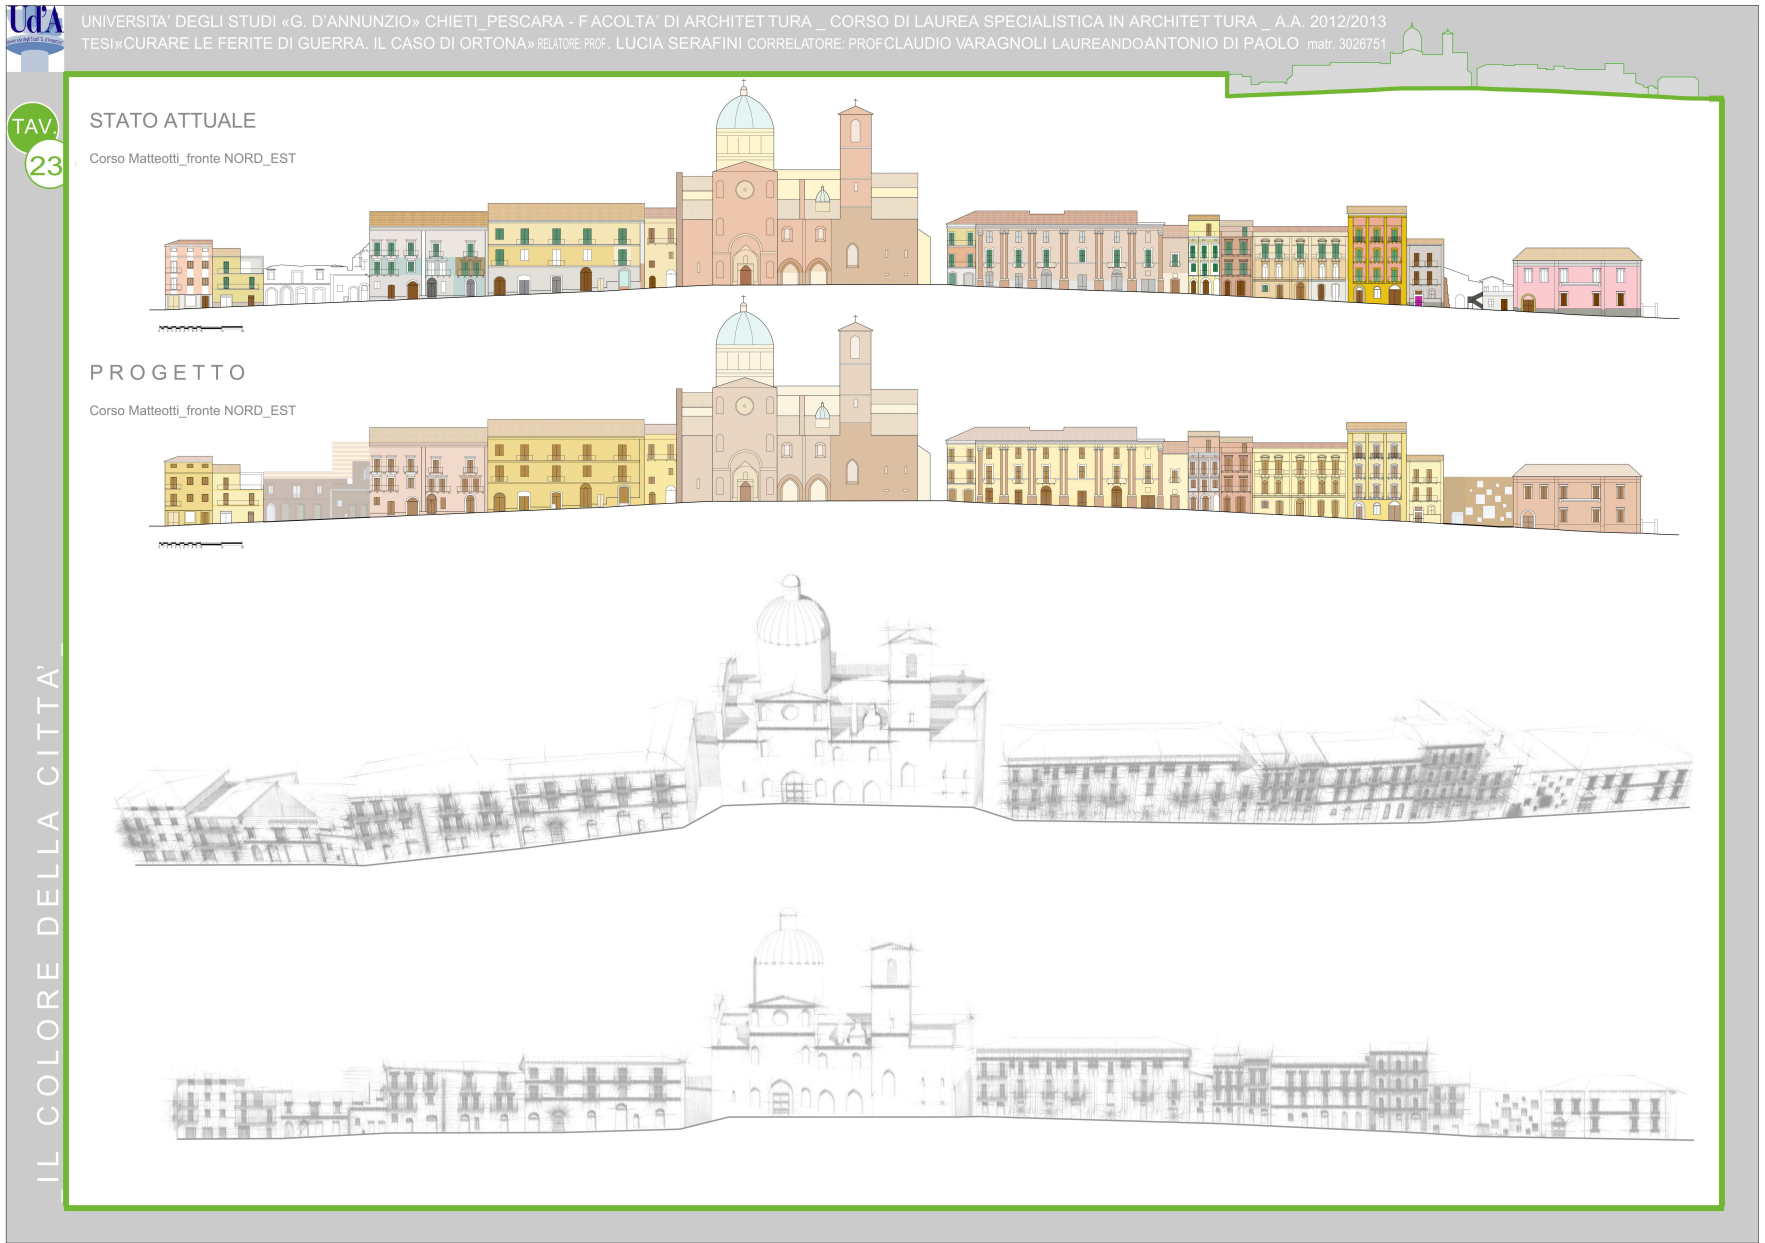 Ud'A
UNIVERSITA' DEGLI STUDI «G. D'ANNUNZIO» CHIETI_PESCARA - FACOLTA' DI ARCHITETTURA _ CORSO DI LAUREA SPECIALISTICA IN ARCHITETTURA _ A.A. 2012/2013
TESI:«CURARE LE FERITE DI GUERRA. IL CASO DI ORTONA» RELATORE: PROF. LUCIA SERAFINI CORRELATORE: PROF CLAUDIO VARAGNOLI LAUREANDO:ANTONIO DI PAOLO matr. 3026751
TAV.
23
STATO ATTUALE
Corso Matteotti_fronte NORD_EST
PROGETTO
Corso Matteotti_fronte NORD_EST
_IL COLORE DELLA CITTA'_